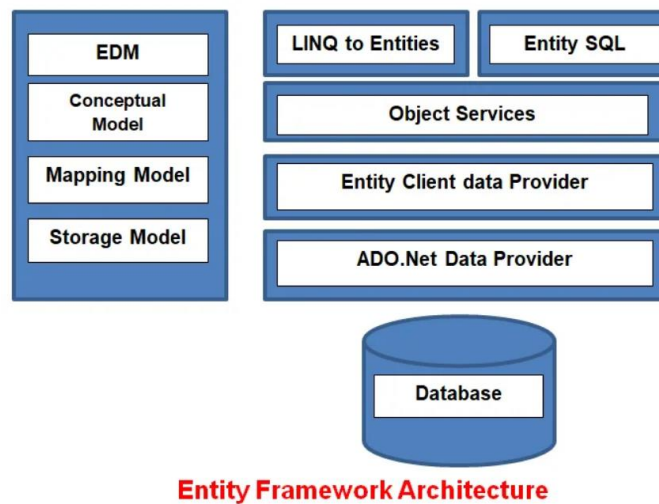 EDM
Conceptual
Model
Mapping Model
Storage Model
LINQ to Entities
Entity SQL
Object Services
Entity Client data Provider
ADO.Net Data Provider
Database
Entity Framework Architecture